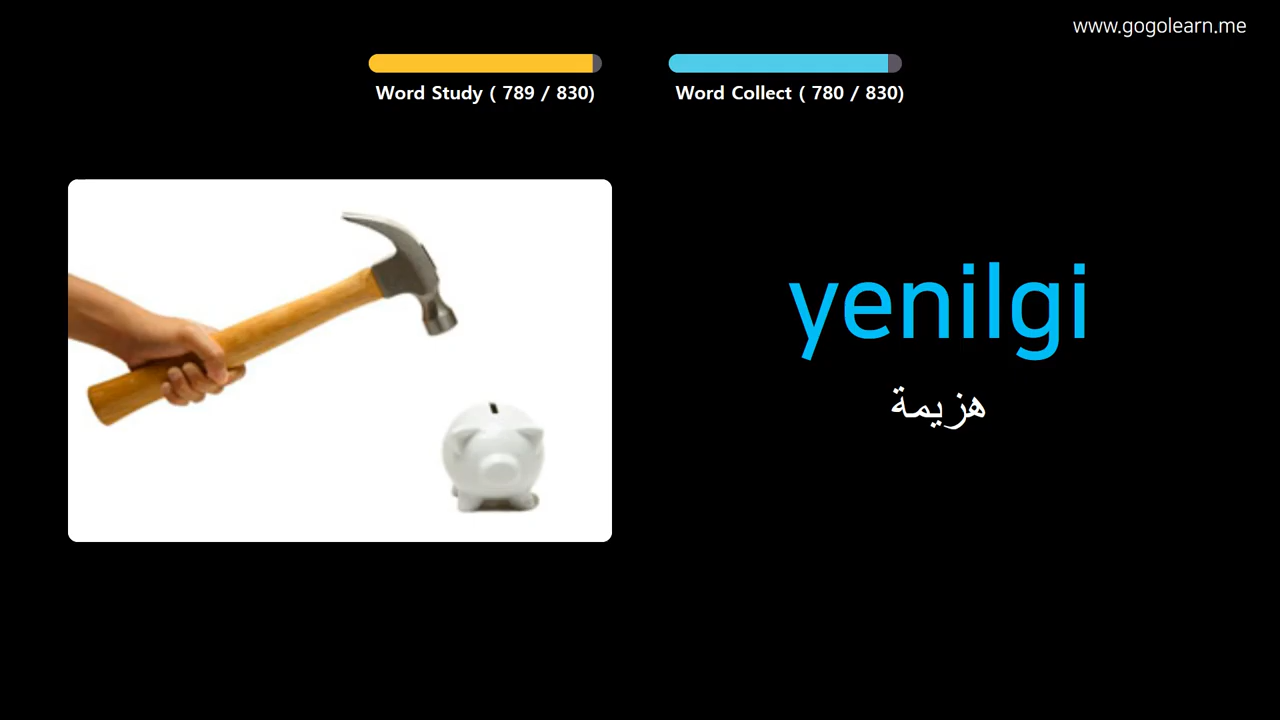 www.gogolearn.me
Word Study ( 789 / 830)
Word Collect ( 780 / 830)
yenilgi
هزيمة